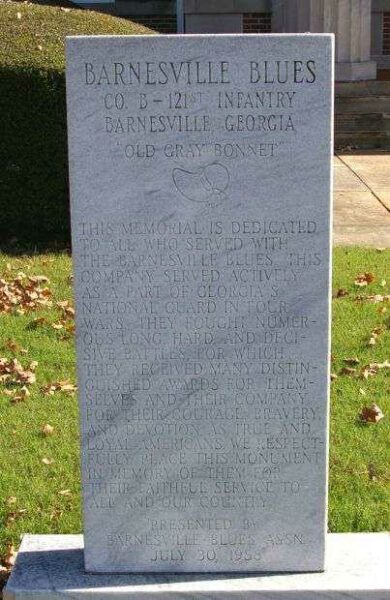 BARNESVILLE BLUES
CO. B - 121ST INFANTRY
BARNESVILLE, GEORGIA
"OLD GRAY BONNET"
THIS MEMORIAL IS DEDICATED
TO ALL WHO SERVED WITH
THE BARNESVILLE BLUES. THIS
COMPANY SERVED ACTIVELY
AS A PART OF GEORGIA'S
NATIONAL GUARD IN FOUR
WARS. THEY FOUGHT NUMER-
OUS LONG, HARD, AND DECI-
SIVE BATTLES, FOR WHICH
THEY RECEIVED MANY DISTIN-
GUISHED AWARDS FOR THEM-
SELVES AND THEIR COMPANY
FOR THEIR COURAGE, BRAVERY,
AND DEVOTION AS TRUE AND
LOYAL AMERICANS. WE RESPECT-
FULLY PLACE THIS MONUMENT
IN MEMORY OF THEM, FOR
THEIR FAITHFUL SERVICE TO
ALL AND OUR COUNTRY.
PRESENTED BY
BARNESVILLE BLUES ASSN.
JULY 30,